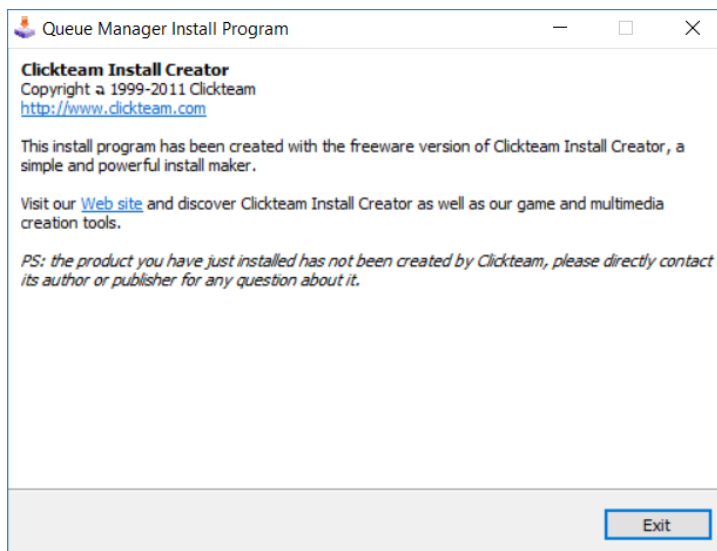 Queue Manager Install Program
Clickteam Install Creator
Copyright a 1999-2011 Clickteam
http://www.clickteam.com
This install program has been created with the freeware version of Clickteam Install Creator, a
simple and powerful install maker.
Visit our Web site and discover Clickteam Install Creator as well as our game and multimedia
creation tools.
PS: the product you have just installed has not been created by Clickteam, please directly contact
its author or publisher for any question about it.
Exit